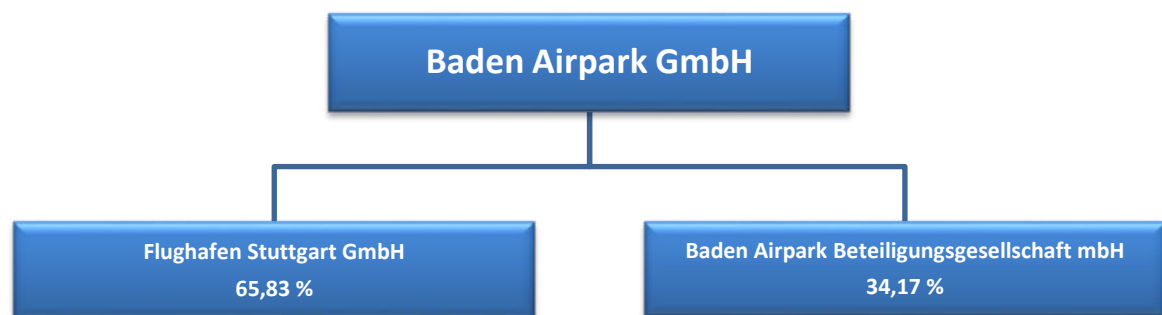 Baden Airpark GmbH
Flughafen Stuttgart GmbH
65,83 %
Baden Airpark Beteiligungsgesellschaft mbH
34,17 %